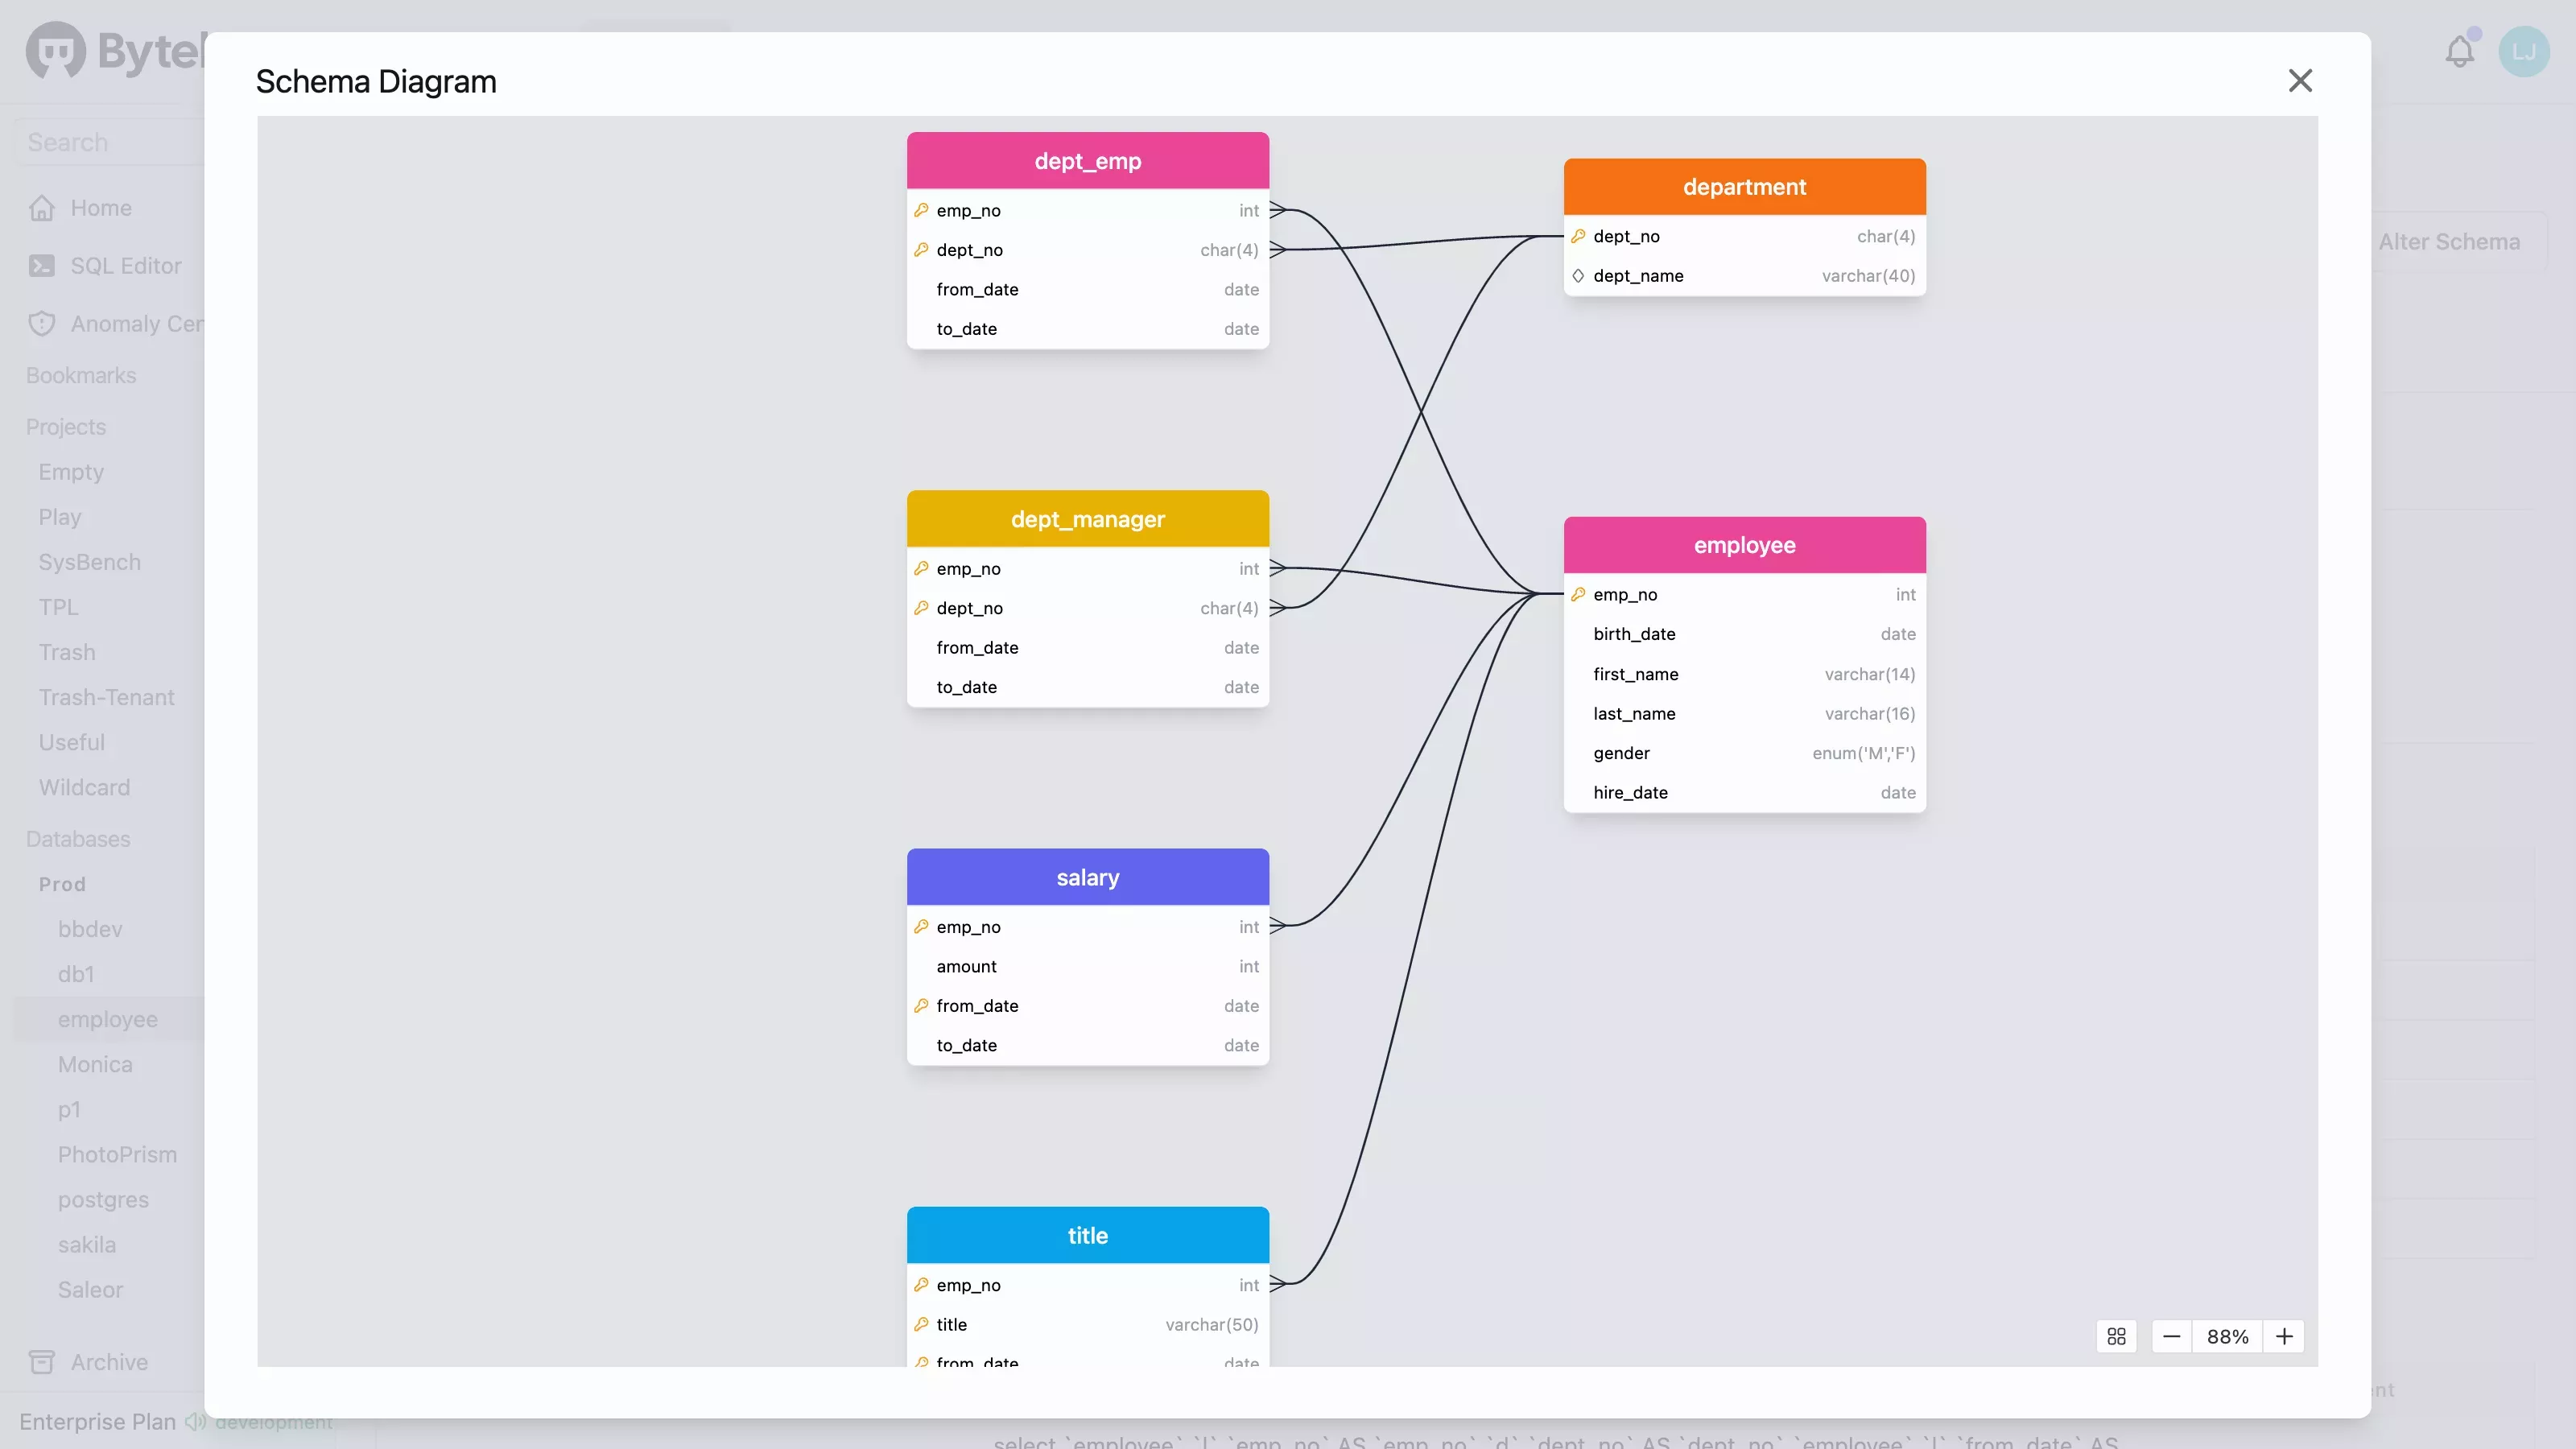 Byteb
LJ
Schema Diagram
Search
Home
SQL Editor
Anomaly Cen
Bookmarks
Projects
Empty
Play
SysBench
TPL
Trash
Trash-Tenant
Useful
Wildcard
Databases
Prod
bbdev
db1
employee
Monica
p1
PhotoPrism
postgres
sakila
Saleor
Archive
Enterprise Plan development
Alter Schema
dept_emp
emp_no int
dept_no char(4)
from_date date
to_date date
department
dept_no char(4)
dept_name varchar(40)
dept_manager
emp_no int
dept_no char(4)
from_date date
to_date date
employee
emp_no int
birth_date date
first_name varchar(14)
last_name varchar(16)
gender enum('M','F')
hire_date date
salary
emp_no int
amount int
from_date date
to_date date
title
emp_no int
title varchar(50)
from_date date
88%
select `employee`.`l`.`emp_no` AS `emp_no`,`d`.`dept_no` AS `dept_no`,`employee`.`l`.`from_date` AS